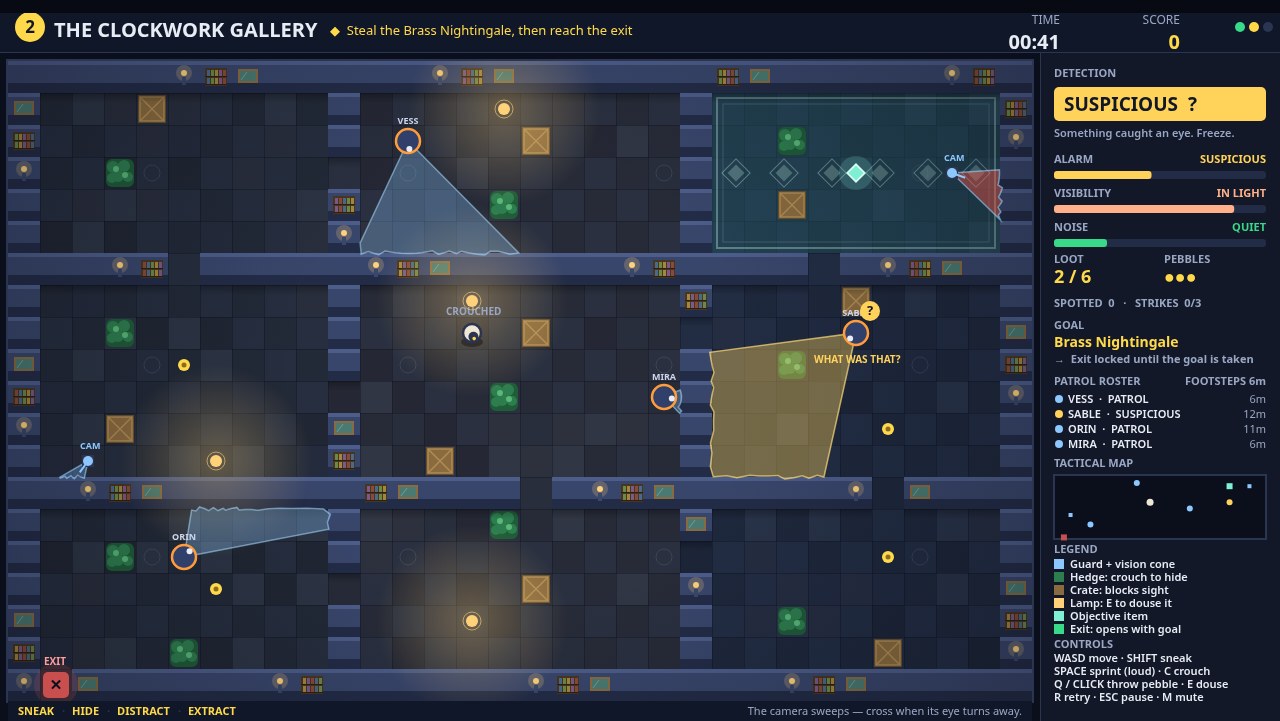 2 THE CLOCKWORK GALLERY ◆ Steal the Brass Nightingale, then reach the exit
TIME
00:41
SCORE
0
VESS
CAM
CROUCHED
?
WHAT WAS THAT?
MIRA
CAM
ORIN
EXIT
×
SNEAK · HIDE · DISTRACT · EXTRACT
The camera sweeps — cross when its eye turns away.
DETECTION
SUSPICIOUS ?
Something caught an eye. Freeze.
ALARM SUSPICIOUS
VISIBILITY IN LIGHT
NOISE QUIET
LOOT PEBBLES
2 / 6 ●●●
SPOTTED 0 · STRIKES 0/3
GOAL
Brass Nightingale
→ Exit locked until the goal is taken
PATROL ROSTER FOOTSTEPS 6m
VESS · PATROL 6m
SABLE · SUSPICIOUS 12m
ORIN · PATROL 11m
MIRA · PATROL 6m
TACTICAL MAP
LEGEND
Guard + vision cone
Hedge: crouch to hide
Crate: blocks sight
Lamp: E to douse it
Objective item
Exit: opens with goal
CONTROLS
WASD move · SHIFT sneak
SPACE sprint (loud) · C crouch
Q / CLICK throw pebble · E douse
R retry · ESC pause · M mute